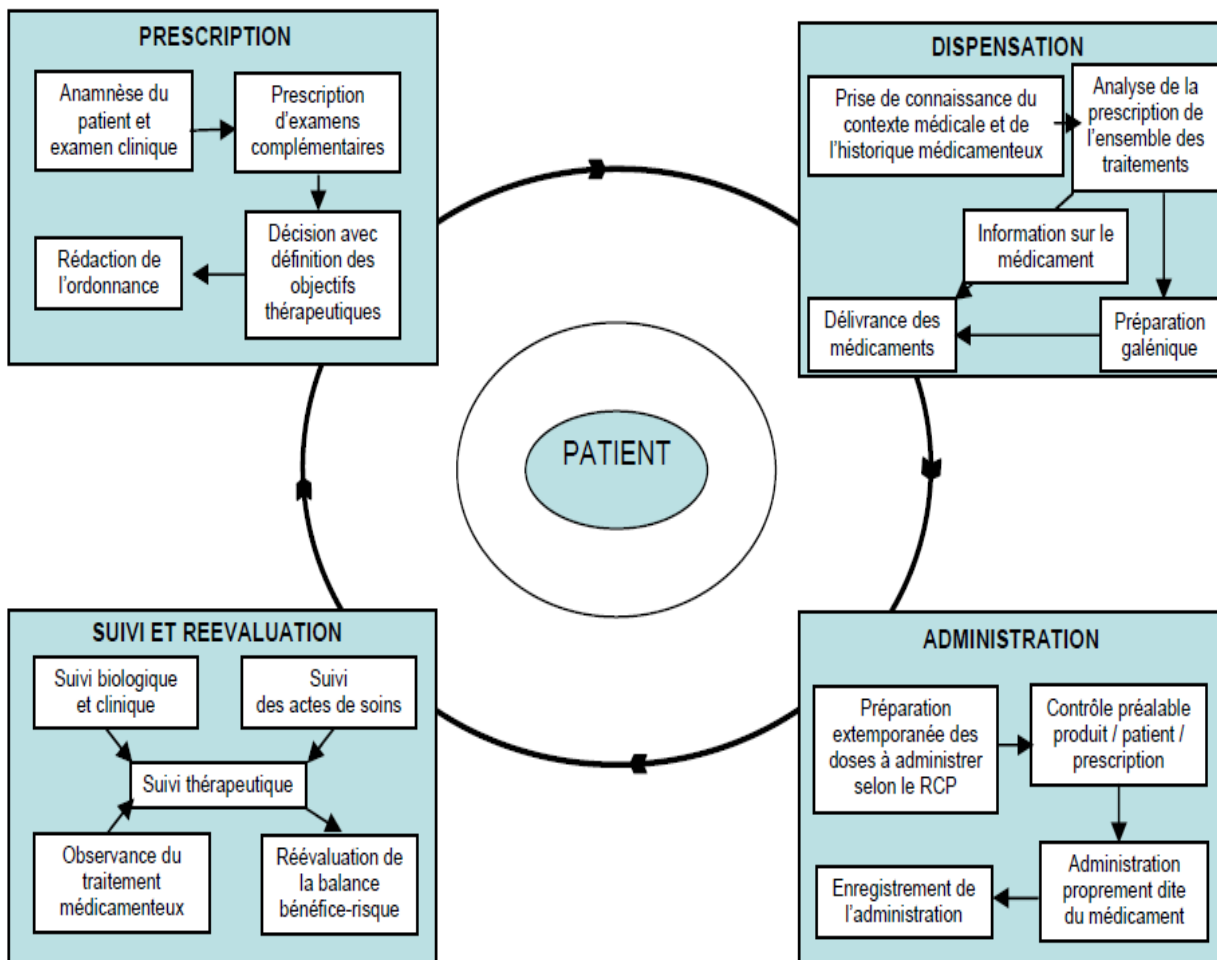 PRESCRIPTION
Anamnèse du
patient et
examen clinique
Prescription
d'examens
complémentaires
Rédaction de
l'ordonnance
Décision avec
définition des
objectifs
thérapeutiques
DISPENSATION
Prise de connaissance du
contexte médicale et de
l'historique médicamenteux
Analyse de la
prescription de
l'ensemble des
traitements
Information sur le
médicament
Délivrance des
médicaments
Préparation
galénique
PATIENT
SUIVI ET REEVALUATION
Suivi biologique
et clinique
Suivi
des actes de soins
Suivi thérapeutique
Observance du
traitement
médicamenteux
Réévaluation de
la balance
bénéfice-risque
ADMINISTRATION
Préparation
extemporanée des
doses à administrer
selon le RCP
Contrôle préalable
produit / patient /
prescription
Enregistrement de
l'administration
Administration
proprement dite
du médicament